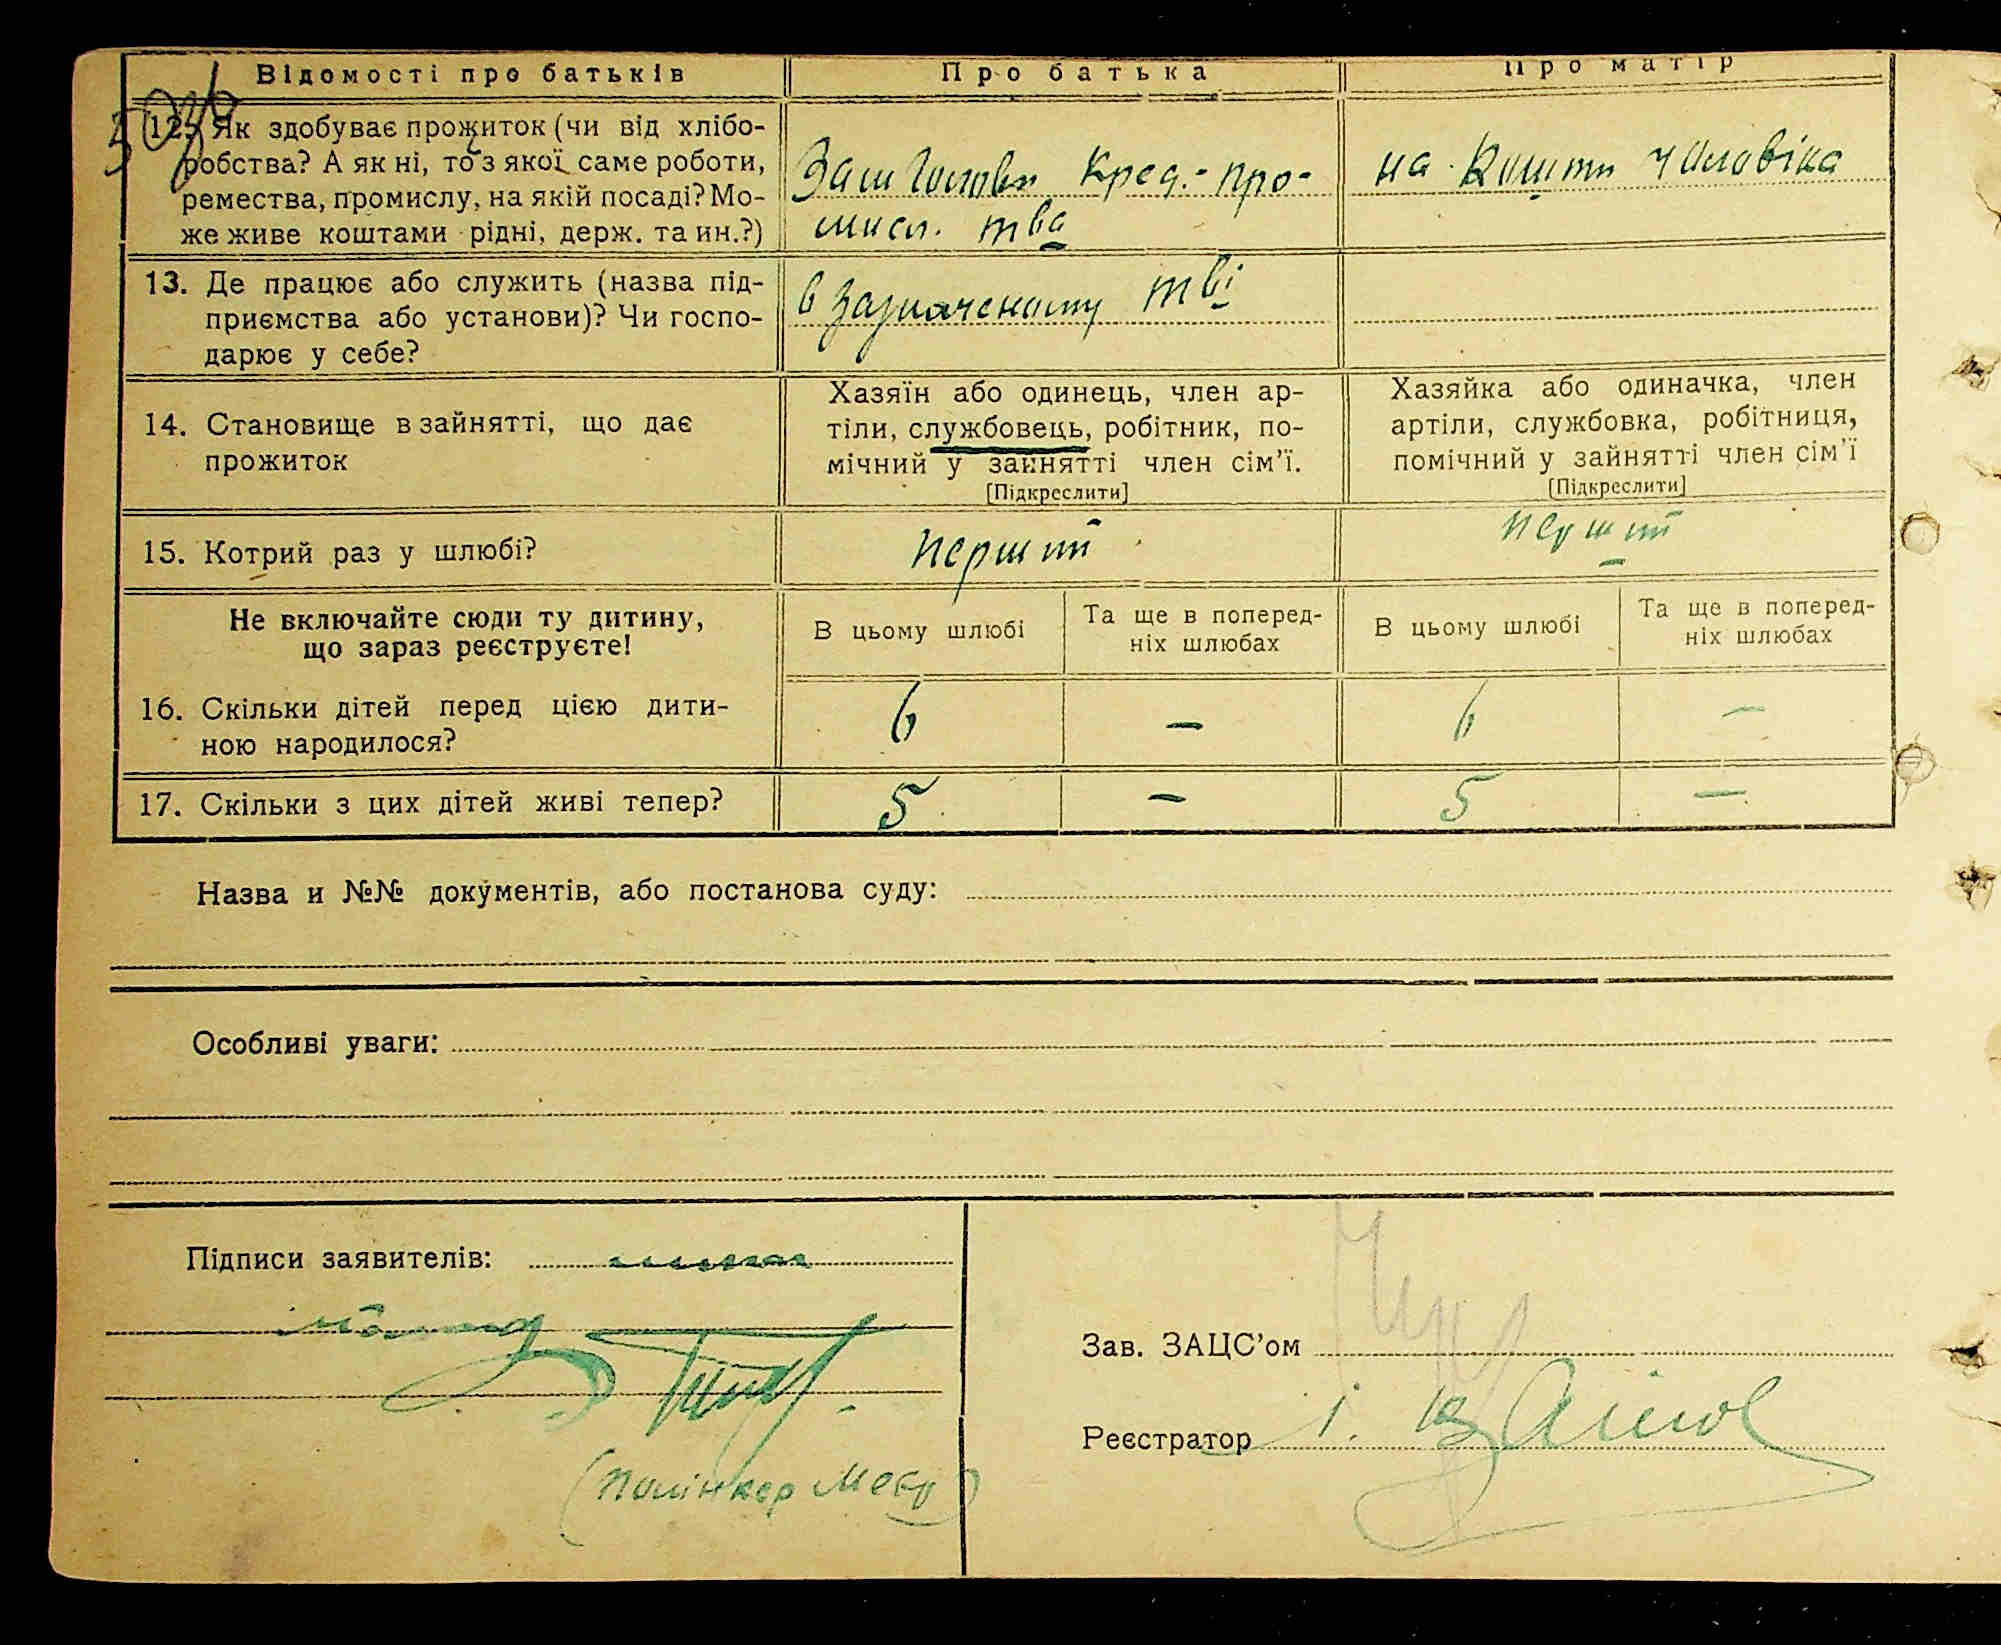 Відомості про батьків
Про батька
Про матір
12. Як здобуває прожиток (чи від хлібо-
робства? А як ні, то з якої саме роботи,
ремества, промислу, на якій посаді? Мо-
же живе коштами рідні, держ. та ин.?)
Заш Голови Кред.-про-
мисл. тва
на кошти чоловіка
13. Де працює або служить (назва під-
приємства або установи)? Чи госпо-
дарює у себе?
в зазначеному тві
14. Становище в зайнятті, що дає
прожиток
Хазяїн або одинець, член ар-
тіли, службовець, робітник, по-
мічний у зайнятті член сім'ї.
[Підкреслити]
Хазяйка або одиначка, член
артіли, службовка, робітниця,
помічний у зайнятті член сім'ї
[Підкреслити]
15. Котрий раз у шлюбі?
перший
перший
Не включайте сюди ту дитину,
що зараз реєструєте!
В цьому шлюбі
Та ще в поперед-
ніх шлюбах
В цьому шлюбі
Та ще в поперед-
ніх шлюбах
16. Скільки дітей перед цією дити-
ною народилося?
6 – 6 –
17. Скільки з цих дітей живі тепер?
5 – 5 –
Назва и №№ документів, або постанова суду:
Особливі уваги:
Підписи заявителів:
Зав. ЗАЦС'ом
Реєстратор